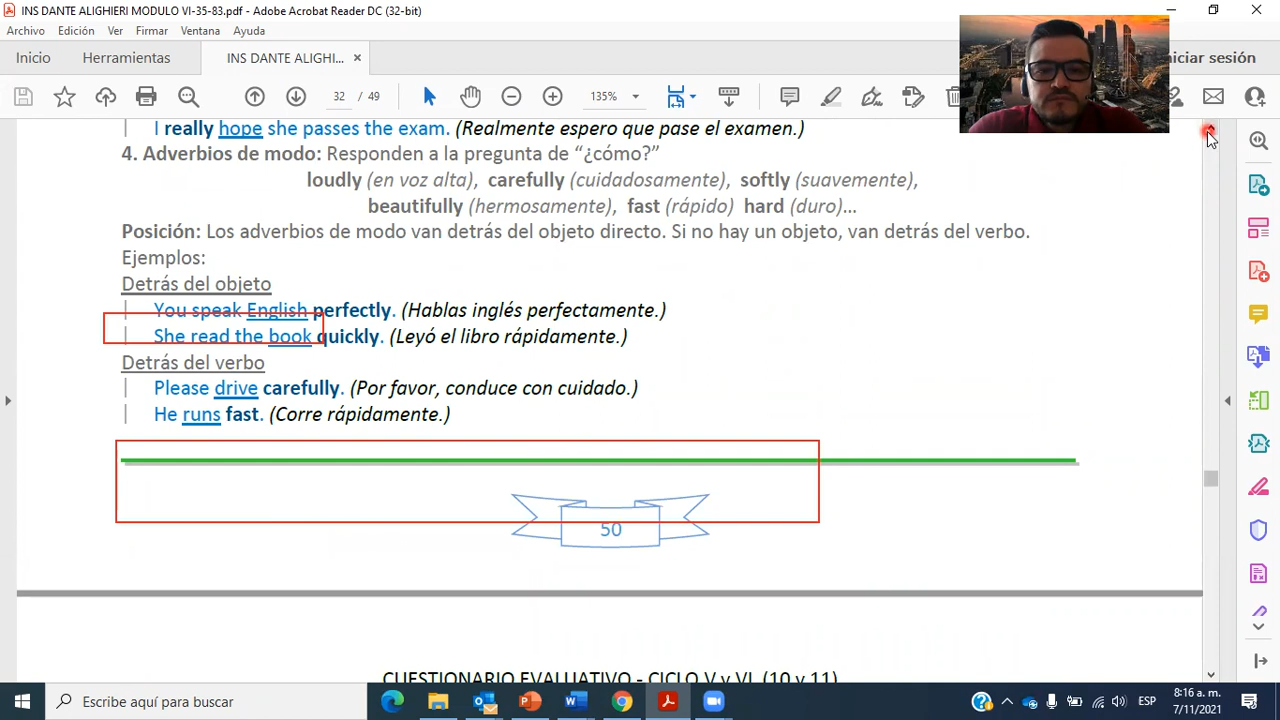 INS DANTE ALIGHIERI MODULO VI-35-83.pdf - Adobe Acrobat Reader DC (32-bit)
Archivo Edición Ver Firmar Ventana Ayuda
Inicio Herramientas INS DANTE ALIGHI... × iciar sesión
32 / 49 135%
I really hope she passes the exam. (Realmente espero que pase el examen.)
4. Adverbios de modo: Responden a la pregunta de “¿cómo?”
loudly (en voz alta), carefully (cuidadosamente), softly (suavemente),
beautifully (hermosamente), fast (rápido) hard (duro)…
Posición: Los adverbios de modo van detrás del objeto directo. Si no hay un objeto, van detrás del verbo.
Ejemplos:
Detrás del objeto
You speak English perfectly. (Hablas inglés perfectamente.)
She read the book quickly. (Leyó el libro rápidamente.)
Detrás del verbo
Please drive carefully. (Por favor, conduce con cuidado.)
He runs fast. (Corre rápidamente.)
50
CUESTIONARIO EVALUATIVO - CICLO V y VI (10 y 11)
Escribe aquí para buscar
ESP
8:16 a. m.
7/11/2021